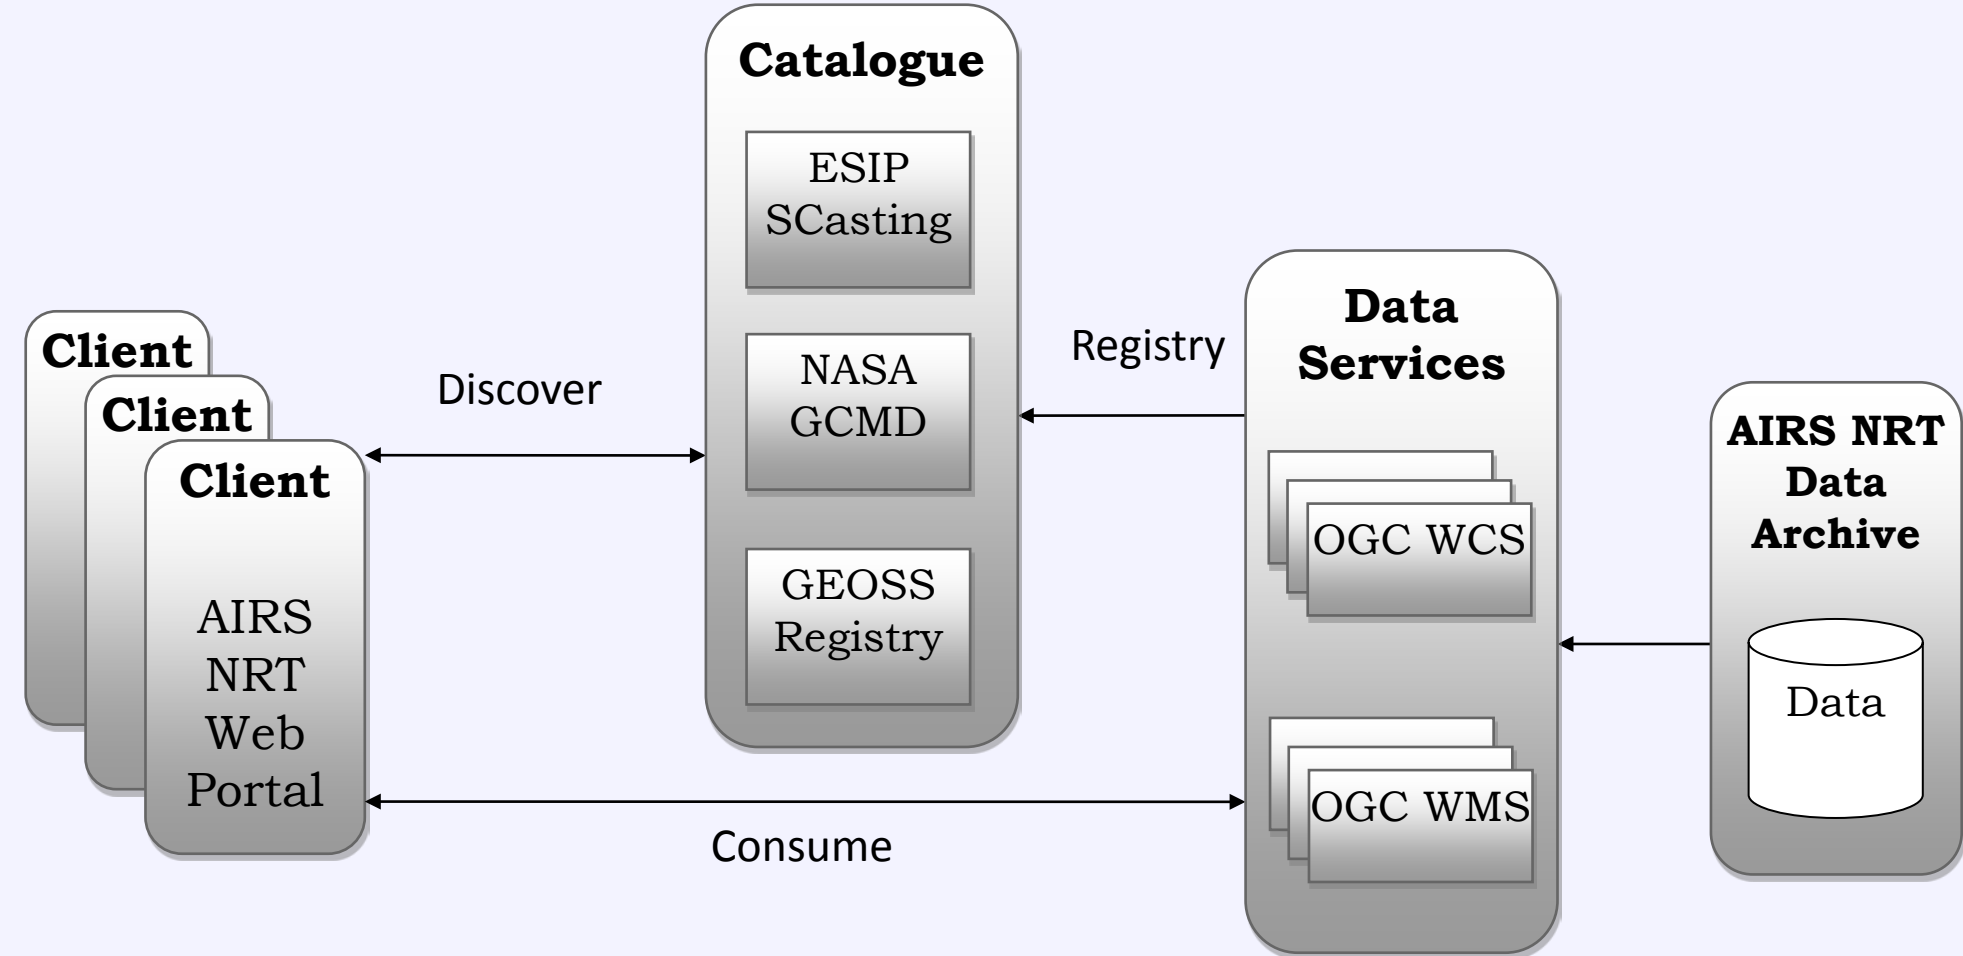 Catalogue
ESIP
SCasting
NASA
GCMD
GEOSS
Registry
Client
Client
Client
AIRS
NRT
Web
Portal
Discover
Consume
Registry
Data
Services
OGC WCS
OGC WMS
AIRS NRT
Data
Archive
Data